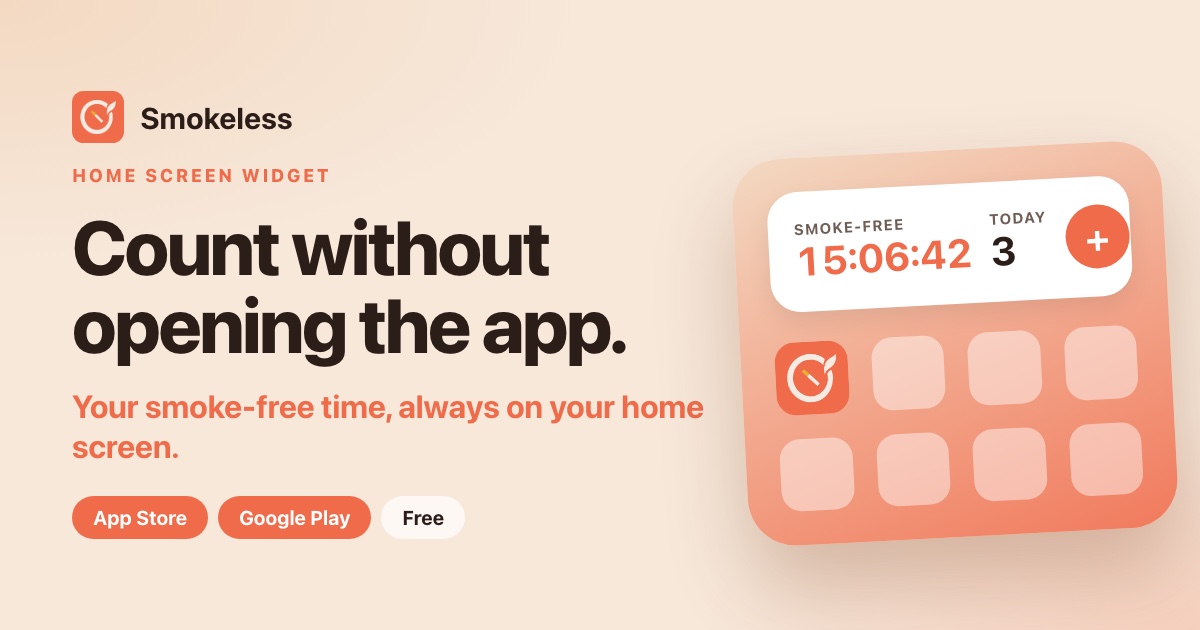 Smokeless
HOME SCREEN WIDGET
Count without
opening the app.
Your smoke-free time, always on your home
screen.
App Store
Google Play
Free
SMOKE-FREE
15:06:42
TODAY
3
+